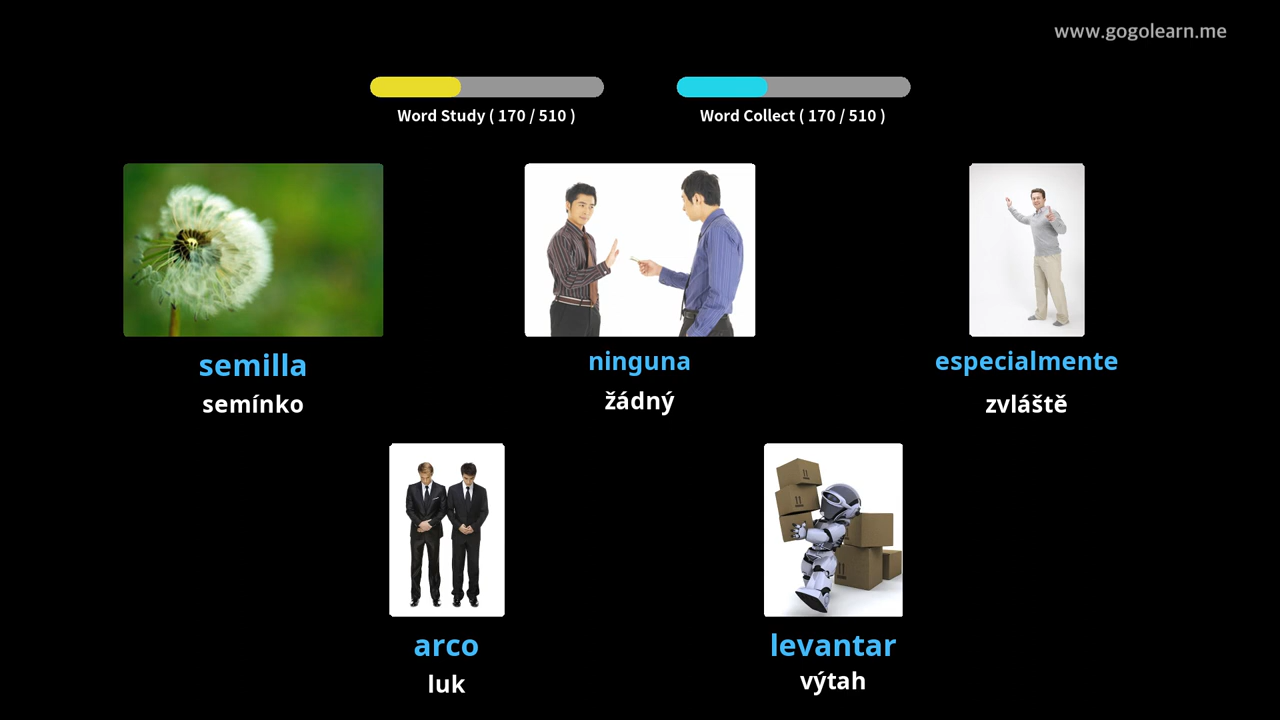 www.gogolearn.me
Word Study ( 170 / 510 )
Word Collect ( 170 / 510 )
semilla
semínko
ninguna
žádný
especialmente
zvláště
arco
luk
levantar
výtah